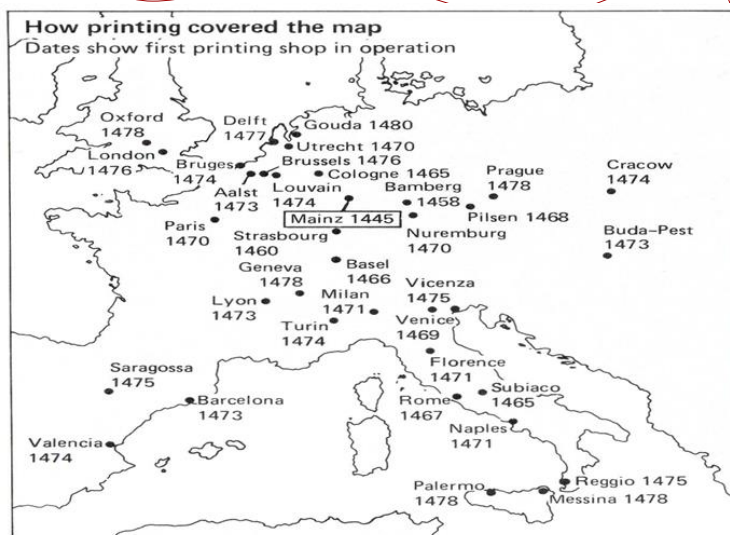 How printing covered the map
Dates show first printing shop in operation
Oxford
1478
London
1476
Delft
1477
Gouda 1480
Utrecht 1470
Bruges
1474
Brussels
1476
Aalst
1473
Louvain
1474
Cologne 1465
Mainz 1445
Bamberg
1458
Prague
1478
Pilsen 1468
Cracow
1474
Paris
1470
Strasbourg
1460
Nuremburg
1470
Buda-Pest
1473
Basel
1466
Geneva
1478
Lyon
1473
Milan
1471
Turin
1474
Vicenza
1475
Venice
1469
Florence
1471
Saragossa
1475
Barcelona
1473
Valencia
1474
Rome
1467
Subiaco
1465
Naples
1471
Palermo
1478
Reggio 1475
Messina 1478